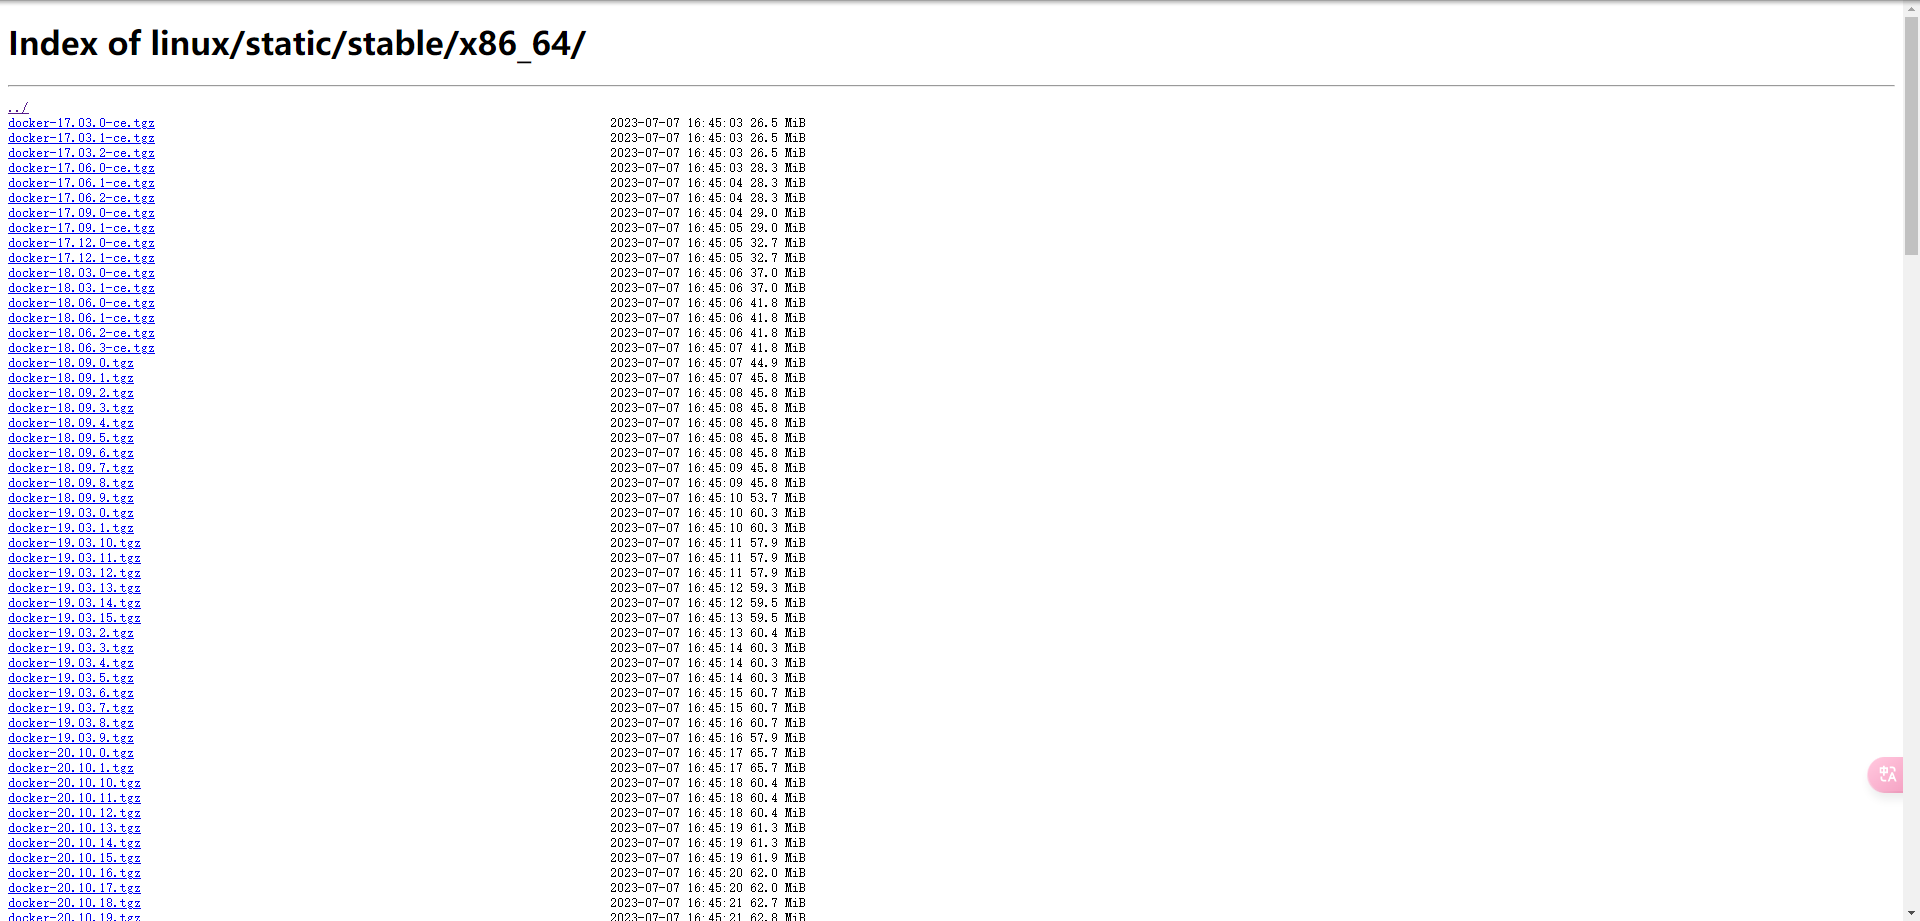 Index of linux/static/stable/x86_64/
../
docker-17.03.0-ce.tgz 2023-07-07 16:45:03 26.5 MiB
docker-17.03.1-ce.tgz 2023-07-07 16:45:03 26.5 MiB
docker-17.03.2-ce.tgz 2023-07-07 16:45:03 26.5 MiB
docker-17.06.0-ce.tgz 2023-07-07 16:45:03 28.3 MiB
docker-17.06.1-ce.tgz 2023-07-07 16:45:04 28.3 MiB
docker-17.06.2-ce.tgz 2023-07-07 16:45:04 28.3 MiB
docker-17.09.0-ce.tgz 2023-07-07 16:45:04 29.0 MiB
docker-17.09.1-ce.tgz 2023-07-07 16:45:05 29.0 MiB
docker-17.12.0-ce.tgz 2023-07-07 16:45:05 32.7 MiB
docker-17.12.1-ce.tgz 2023-07-07 16:45:05 32.7 MiB
docker-18.03.0-ce.tgz 2023-07-07 16:45:06 37.0 MiB
docker-18.03.1-ce.tgz 2023-07-07 16:45:06 37.0 MiB
docker-18.06.0-ce.tgz 2023-07-07 16:45:06 41.8 MiB
docker-18.06.1-ce.tgz 2023-07-07 16:45:06 41.8 MiB
docker-18.06.2-ce.tgz 2023-07-07 16:45:06 41.8 MiB
docker-18.06.3-ce.tgz 2023-07-07 16:45:07 41.8 MiB
docker-18.09.0.tgz 2023-07-07 16:45:07 44.9 MiB
docker-18.09.1.tgz 2023-07-07 16:45:07 45.8 MiB
docker-18.09.2.tgz 2023-07-07 16:45:08 45.8 MiB
docker-18.09.3.tgz 2023-07-07 16:45:08 45.8 MiB
docker-18.09.4.tgz 2023-07-07 16:45:08 45.8 MiB
docker-18.09.5.tgz 2023-07-07 16:45:08 45.8 MiB
docker-18.09.6.tgz 2023-07-07 16:45:08 45.8 MiB
docker-18.09.7.tgz 2023-07-07 16:45:09 45.8 MiB
docker-18.09.8.tgz 2023-07-07 16:45:09 45.8 MiB
docker-18.09.9.tgz 2023-07-07 16:45:10 53.7 MiB
docker-19.03.0.tgz 2023-07-07 16:45:10 60.3 MiB
docker-19.03.1.tgz 2023-07-07 16:45:10 60.3 MiB
docker-19.03.10.tgz 2023-07-07 16:45:11 57.9 MiB
docker-19.03.11.tgz 2023-07-07 16:45:11 57.9 MiB
docker-19.03.12.tgz 2023-07-07 16:45:11 57.9 MiB
docker-19.03.13.tgz 2023-07-07 16:45:12 59.3 MiB
docker-19.03.14.tgz 2023-07-07 16:45:12 59.5 MiB
docker-19.03.15.tgz 2023-07-07 16:45:13 59.5 MiB
docker-19.03.2.tgz 2023-07-07 16:45:13 60.4 MiB
docker-19.03.3.tgz 2023-07-07 16:45:14 60.3 MiB
docker-19.03.4.tgz 2023-07-07 16:45:14 60.3 MiB
docker-19.03.5.tgz 2023-07-07 16:45:14 60.3 MiB
docker-19.03.6.tgz 2023-07-07 16:45:15 60.7 MiB
docker-19.03.7.tgz 2023-07-07 16:45:15 60.7 MiB
docker-19.03.8.tgz 2023-07-07 16:45:16 60.7 MiB
docker-19.03.9.tgz 2023-07-07 16:45:16 57.9 MiB
docker-20.10.0.tgz 2023-07-07 16:45:17 65.7 MiB
docker-20.10.1.tgz 2023-07-07 16:45:17 65.7 MiB
docker-20.10.10.tgz 2023-07-07 16:45:18 60.4 MiB
docker-20.10.11.tgz 2023-07-07 16:45:18 60.4 MiB
docker-20.10.12.tgz 2023-07-07 16:45:18 60.4 MiB
docker-20.10.13.tgz 2023-07-07 16:45:19 61.3 MiB
docker-20.10.14.tgz 2023-07-07 16:45:19 61.3 MiB
docker-20.10.15.tgz 2023-07-07 16:45:19 61.9 MiB
docker-20.10.16.tgz 2023-07-07 16:45:20 62.0 MiB
docker-20.10.17.tgz 2023-07-07 16:45:20 62.0 MiB
docker-20.10.18.tgz 2023-07-07 16:45:21 62.7 MiB
docker-20.10.19.tgz 2023-07-07 16:45:21 62.8 MiB
中A